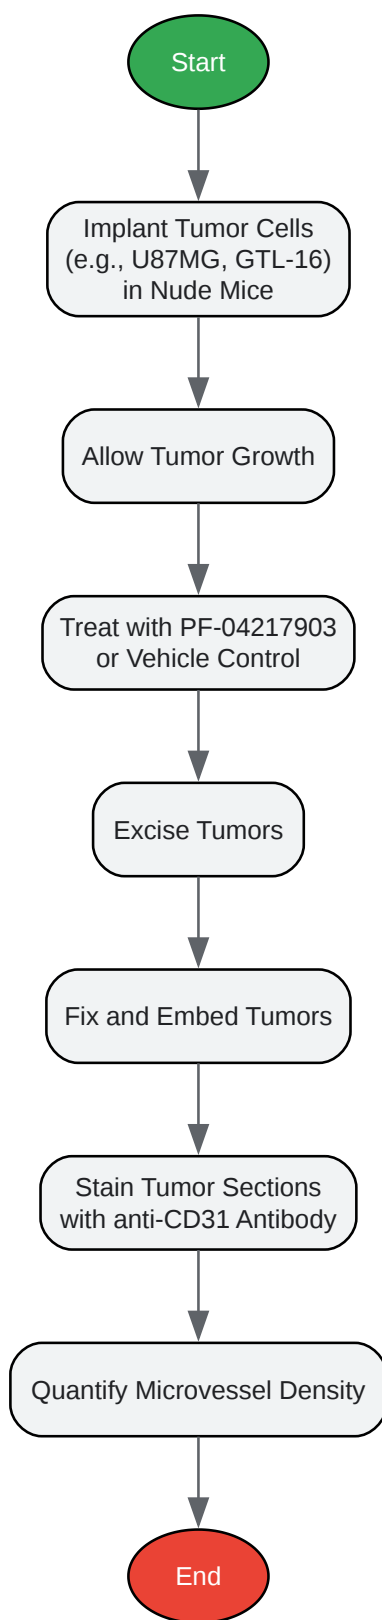 Start
Implant Tumor Cells
(e.g., U87MG, GTL-16)
in Nude Mice
Allow Tumor Growth
Treat with PF-04217903
or Vehicle Control
Excise Tumors
Fix and Embed Tumors
Stain Tumor Sections
with anti-CD31 Antibody
Quantify Microvessel Density
End